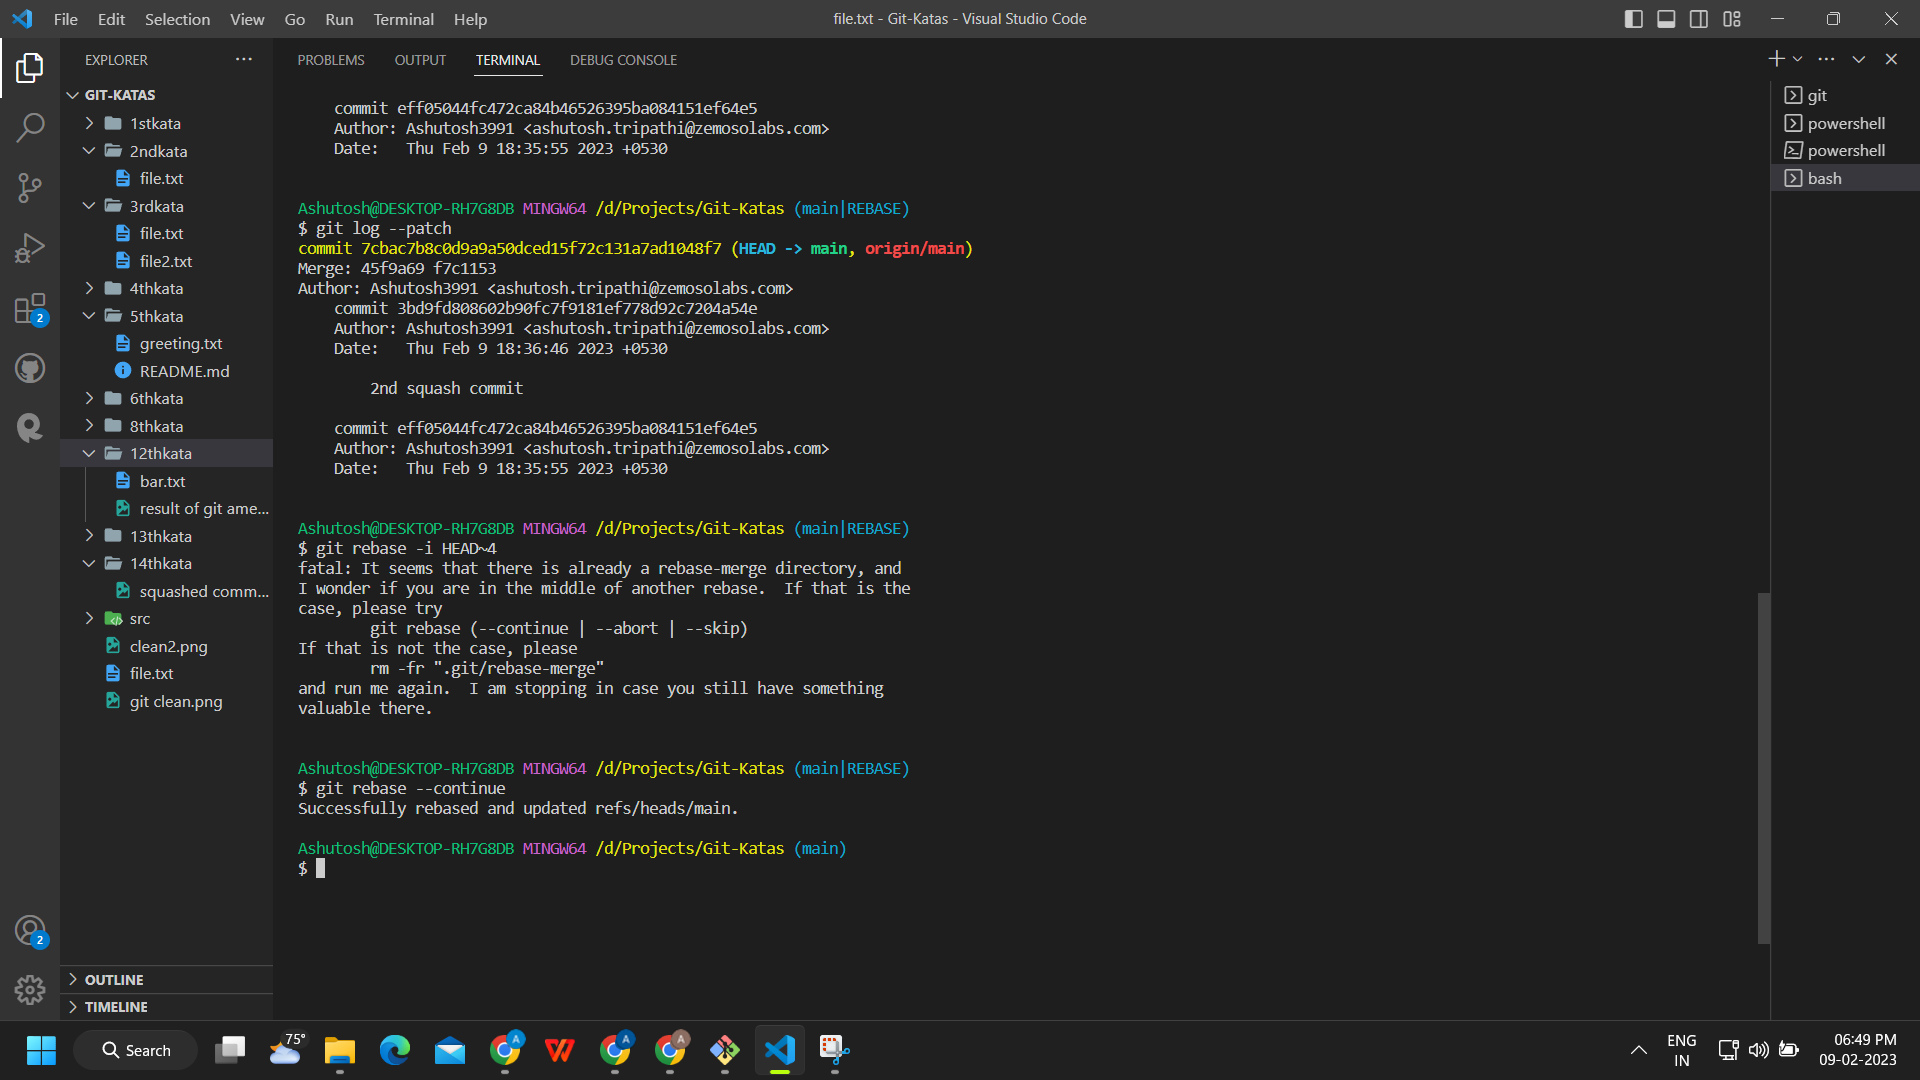 File Edit Selection View Go Run Terminal Help
file.txt - Git-Katas - Visual Studio Code
EXPLORER
GIT-KATAS
1stkata
2ndkata
file.txt
3rdkata
file.txt
file2.txt
4thkata
5thkata
greeting.txt
README.md
6thkata
8thkata
12thkata
bar.txt
result of git ame...
13thkata
14thkata
squashed comm...
src
clean2.png
file.txt
git clean.png
OUTLINE
TIMELINE
2
2
PROBLEMS OUTPUT TERMINAL DEBUG CONSOLE
commit eff05044fc472ca84b46526395ba084151ef64e5
Author: Ashutosh3991 <ashutosh.tripathi@zemosolabs.com>
Date:   Thu Feb 9 18:35:55 2023 +0530
Ashutosh@DESKTOP-RH7G8DB MINGW64 /d/Projects/Git-Katas (main|REBASE)
$ git log --patch
commit 7cbac7b8c0d9a9a50dced15f72c131a7ad1048f7 (HEAD -> main, origin/main)
Merge: 45f9a69 f7c1153
Author: Ashutosh3991 <ashutosh.tripathi@zemosolabs.com>
commit 3bd9fd808602b90fc7f9181ef778d92c7204a54e
Author: Ashutosh3991 <ashutosh.tripathi@zemosolabs.com>
Date:   Thu Feb 9 18:36:46 2023 +0530
2nd squash commit
commit eff05044fc472ca84b46526395ba084151ef64e5
Author: Ashutosh3991 <ashutosh.tripathi@zemosolabs.com>
Date:   Thu Feb 9 18:35:55 2023 +0530
Ashutosh@DESKTOP-RH7G8DB MINGW64 /d/Projects/Git-Katas (main|REBASE)
$ git rebase -i HEAD~4
fatal: It seems that there is already a rebase-merge directory, and
I wonder if you are in the middle of another rebase.  If that is the
case, please try
git rebase (--continue | --abort | --skip)
If that is not the case, please
rm -fr ".git/rebase-merge"
and run me again.  I am stopping in case you still have something
valuable there.
Ashutosh@DESKTOP-RH7G8DB MINGW64 /d/Projects/Git-Katas (main|REBASE)
$ git rebase --continue
Successfully rebased and updated refs/heads/main.
Ashutosh@DESKTOP-RH7G8DB MINGW64 /d/Projects/Git-Katas (main)
$
git
powershell
powershell
bash
Search
75°
A
A
A
ENG
IN
06:49 PM
09-02-2023